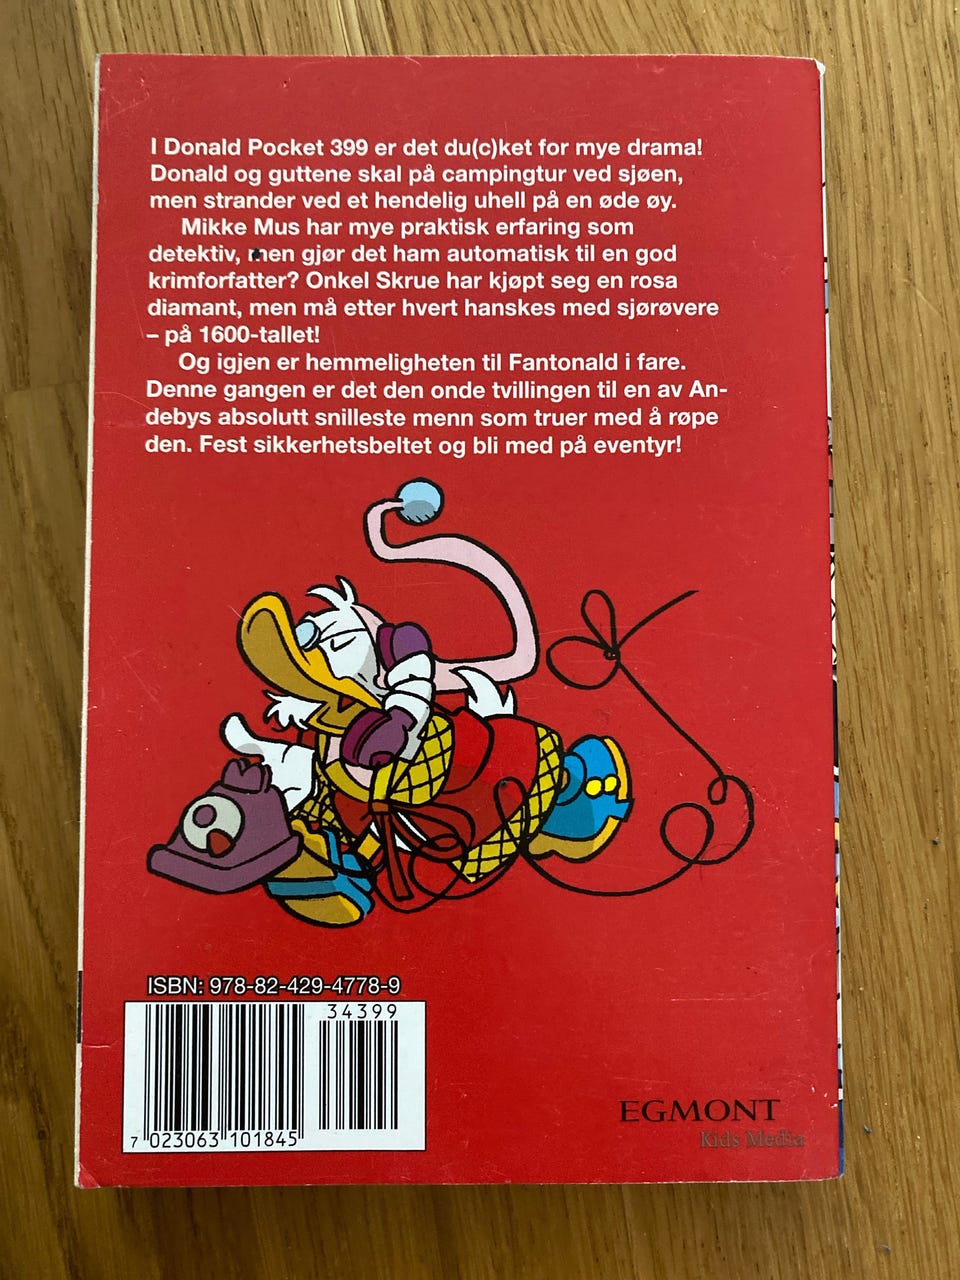 I Donald Pocket 399 er det du(c)ket for mye drama!
Donald og guttene skal på campingtur ved sjøen,
men strander ved et hendelig uhell på en øde øy.
Mikke Mus har mye praktisk erfaring som
detektiv, men gjør det ham automatisk til en god
krimforfatter? Onkel Skrue har kjøpt seg en rosa
diamant, men må etter hvert hanskes med sjørøvere
– på 1600-tallet!
Og igjen er hemmeligheten til Fantonald i fare.
Denne gangen er det den onde tvillingen til en av An-
debys absolutt snilleste menn som truer med å røpe
den. Fest sikkerhetsbeltet og bli med på eventyr!
ISBN: 978-82-429-4778-9
34399
7 023063 101845
EGMONT
Kids Media